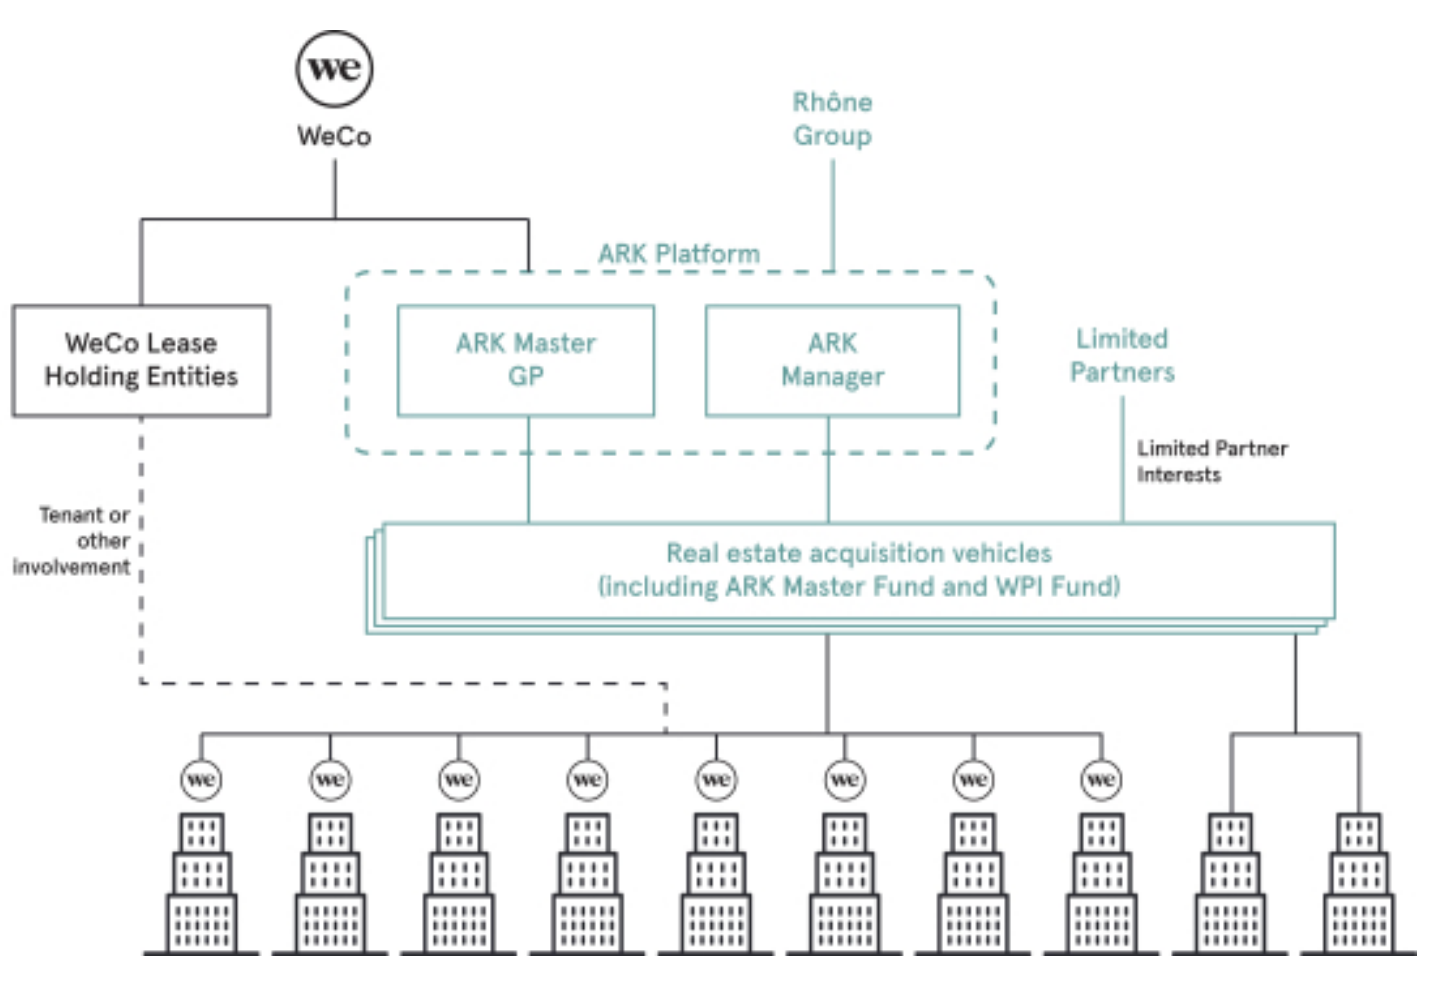 we
WeCo
Rhône
Group
ARK Platform
WeCo Lease
Holding Entities
ARK Master
GP
ARK
Manager
Limited
Partners
Limited Partner
Interests
Tenant or
other
involvement
Real estate acquisition vehicles
(including ARK Master Fund and WPI Fund)
we we we we we we we we